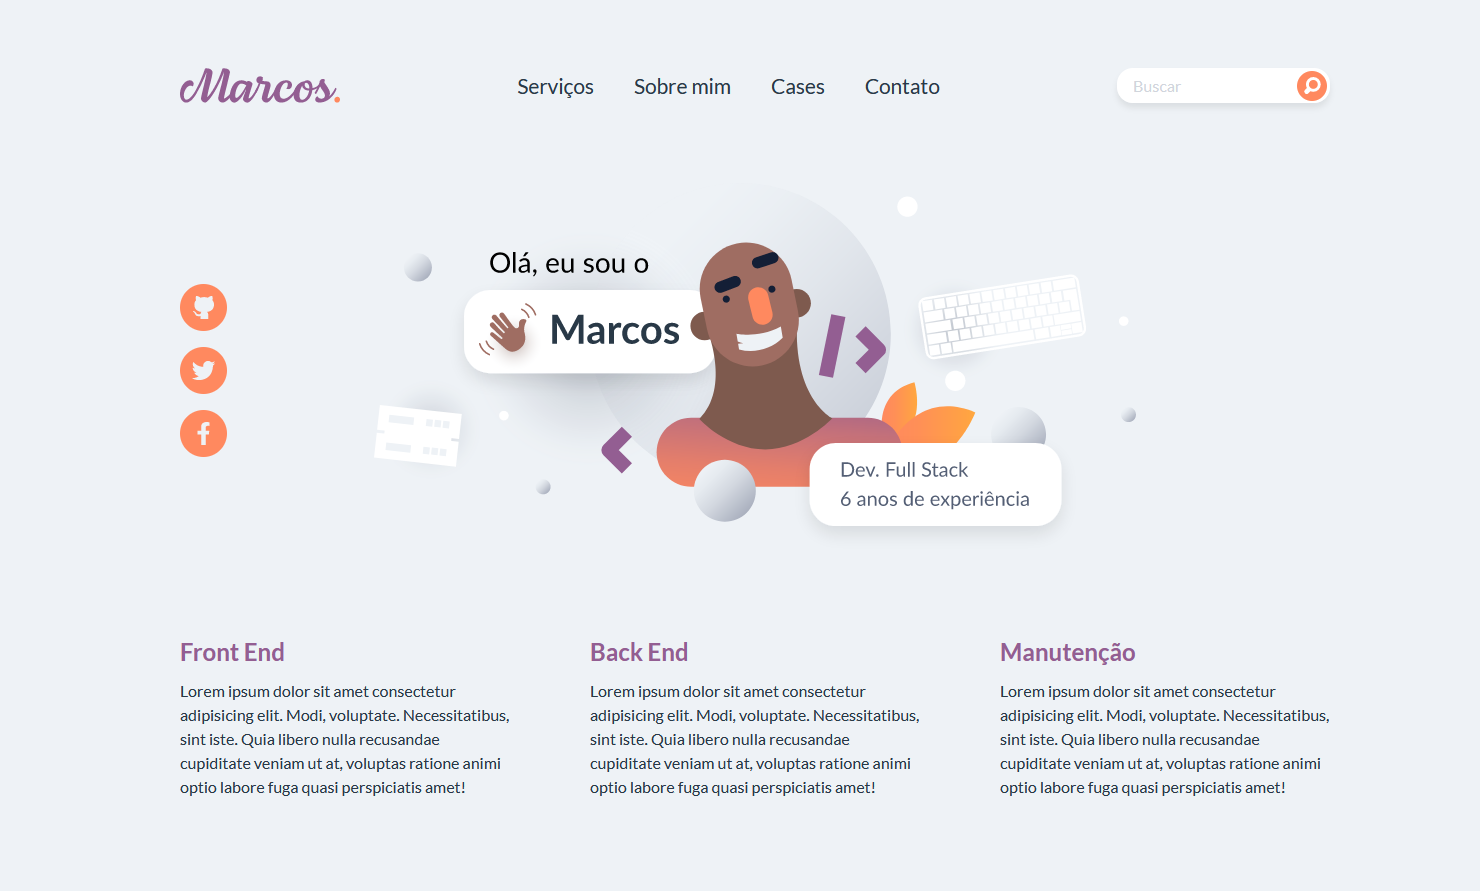 Marcos.
Serviços
Sobre mim
Cases
Contato
Buscar
Olá, eu sou o
Marcos
Dev. Full Stack
6 anos de experiência
Front End
Lorem ipsum dolor sit amet consectetur
adipisicing elit. Modi, voluptate. Necessitatibus,
sint iste. Quia libero nulla recusandae
cupiditate veniam ut at, voluptas ratione animi
optio labore fuga quasi perspiciatis amet!
Back End
Lorem ipsum dolor sit amet consectetur
adipisicing elit. Modi, voluptate. Necessitatibus,
sint iste. Quia libero nulla recusandae
cupiditate veniam ut at, voluptas ratione animi
optio labore fuga quasi perspiciatis amet!
Manutenção
Lorem ipsum dolor sit amet consectetur
adipisicing elit. Modi, voluptate. Necessitatibus,
sint iste. Quia libero nulla recusandae
cupiditate veniam ut at, voluptas ratione animi
optio labore fuga quasi perspiciatis amet!